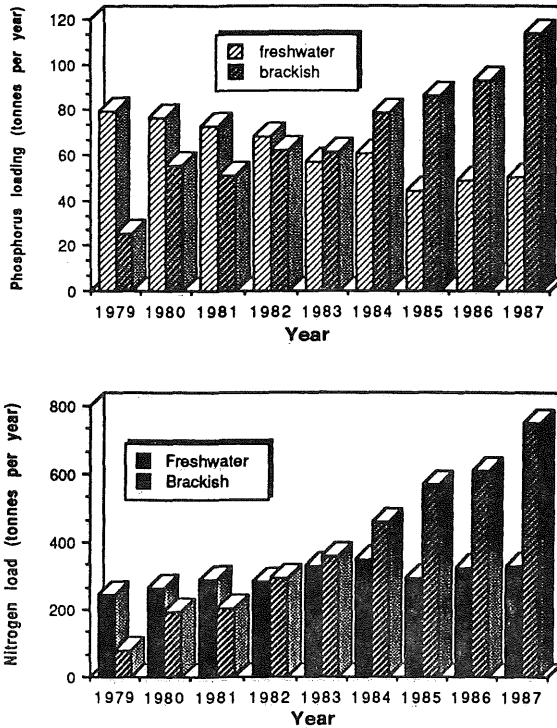 Phosphorus loading (tonnes per year)
120
100
80
60
40
20
0
freshwater
brackish
1979 1980 1981 1982 1983 1984 1985 1986 1987
Year
Nitrogen load (tonnes per year)
800
600
400
200
0
Freshwater
Brackish
1979 1980 1981 1982 1983 1984 1985 1986 1987
Year